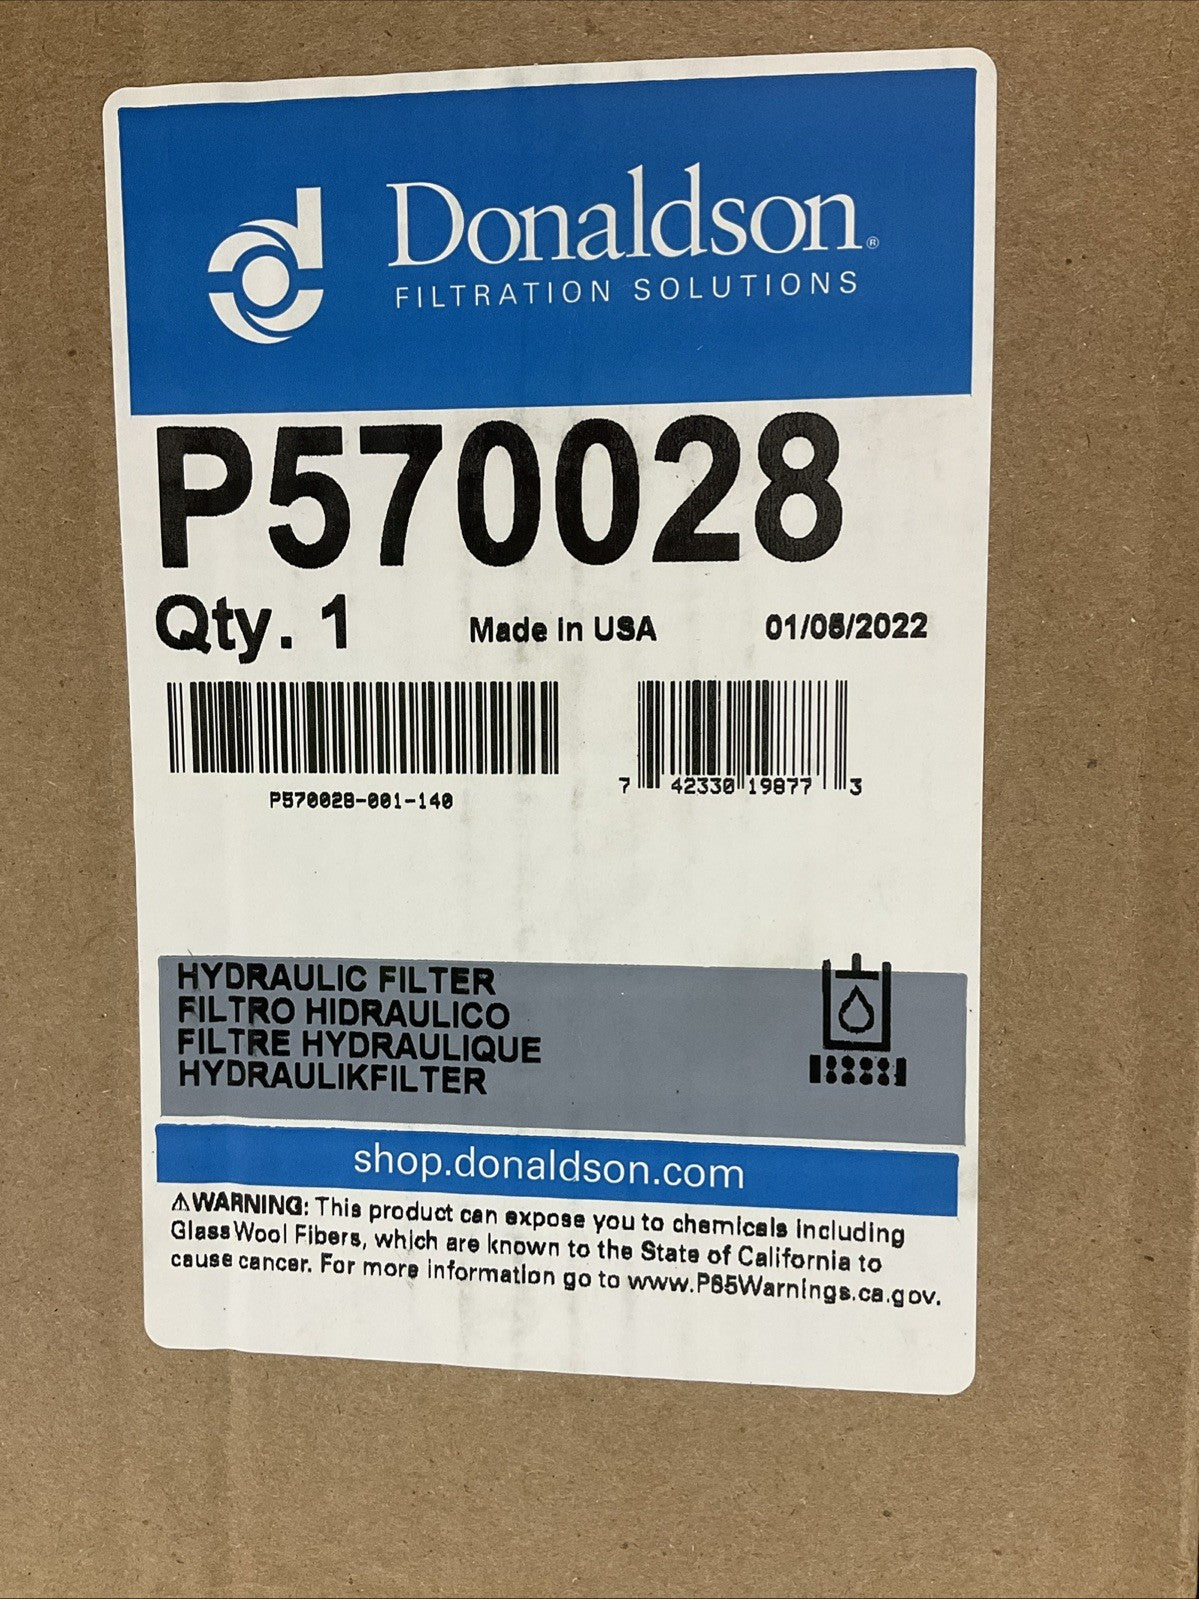 Donaldson®
FILTRATION SOLUTIONS
P570028
Qty. 1 Made in USA 01/06/2022
P570028-001-140
7 42330 19877 3
HYDRAULIC FILTER
FILTRO HIDRAULICO
FILTRE HYDRAULIQUE
HYDRAULIKFILTER
shop.donaldson.com
⚠WARNING: This product can expose you to chemicals including
Glass Wool Fibers, which are known to the State of California to
cause cancer. For more information go to www.P65Warnings.ca.gov.